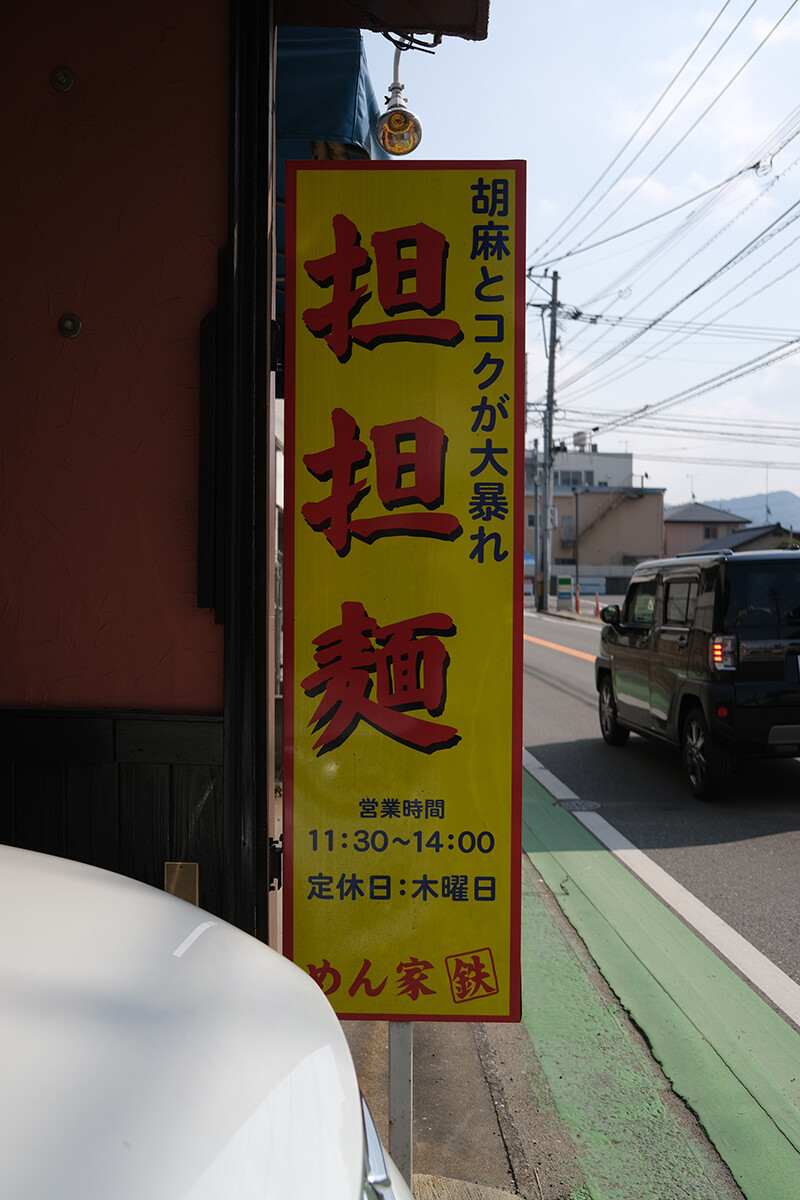 胡麻とコクが大暴れ
担担麺
営業時間
11:30～14:00
定休日：木曜日
めん家 鉄